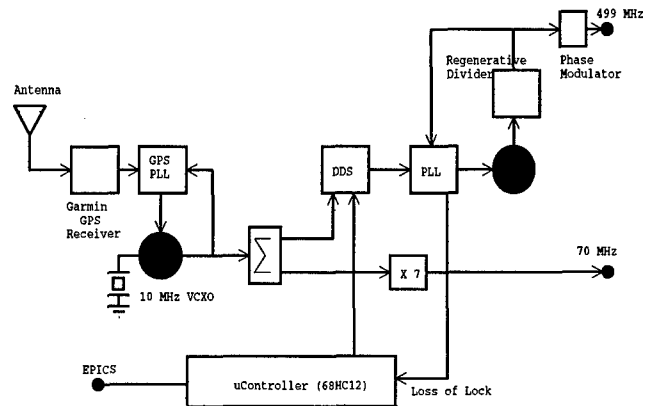 499 MHz
Regenerative
Divider
Phase
Modulator
Antenna
GPS
PLL
DDS
PLL
Garmin
GPS
Receiver
Σ
70 MHz
X 7
10 MHz VCXO
EPICS
uController (68HC12)
Loss of Lock